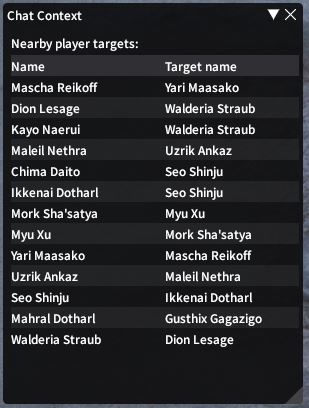 Chat Context
Nearby player targets:
Name Target name
Mascha Reikoff Yari Maasako
Dion Lesage Walderia Straub
Kayo Naerui Walderia Straub
Maleil Nethra Uzrik Ankaz
Chima Daito Seo Shinju
Ikkenai Dotharl Seo Shinju
Mork Sha'satya Myu Xu
Myu Xu Mork Sha'satya
Yari Maasako Mascha Reikoff
Uzrik Ankaz Maleil Nethra
Seo Shinju Ikkenai Dotharl
Mahral Dotharl Gusthix Gagazigo
Walderia Straub Dion Lesage